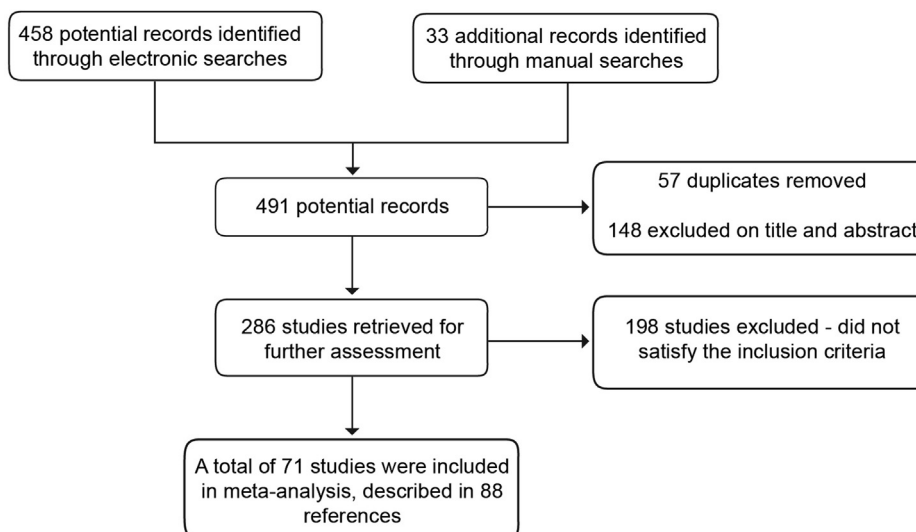 458 potential records identified
through electronic searches
33 additional records identified
through manual searches
491 potential records
57 duplicates removed
148 excluded on title and abstract
286 studies retrieved for
further assessment
198 studies excluded - did not
satisfy the inclusion criteria
A total of 71 studies were included
in meta-analysis, described in 88
references